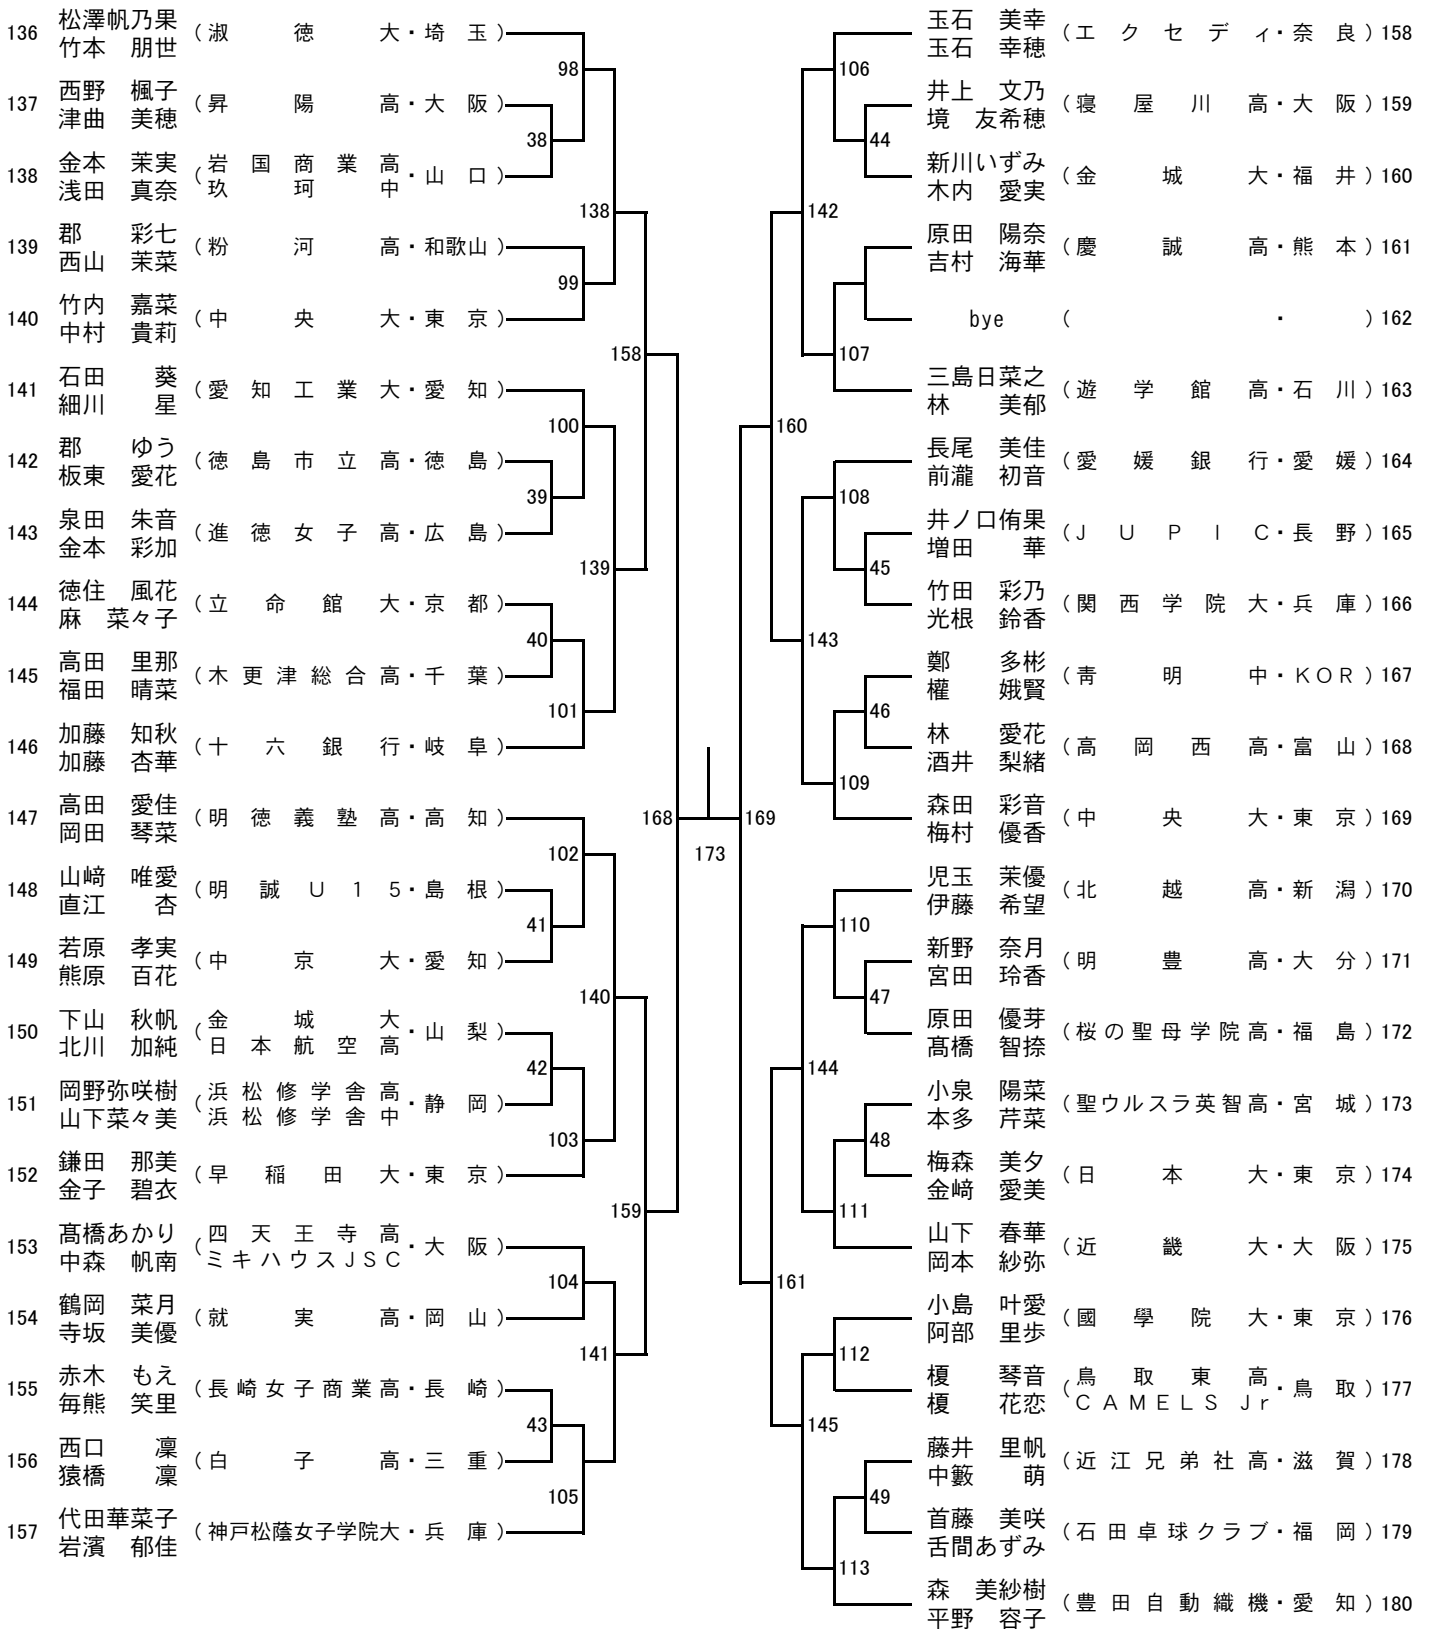 136 松澤帆乃果 竹本 朋世 (淑徳大・埼玉)
137 西野 楓子 津曲 美穂 (昇陽高・大阪)
138 金本 茉実 浅田 真奈 (岩国商業高 玖珂中・山口)
139 郡 彩七 西山 茉菜 (粉河高・和歌山)
140 竹内 嘉菜 中村 貴莉 (中央大・東京)
141 石田 葵 細川 星 (愛知工業大・愛知)
142 郡 ゆう 板東 愛花 (徳島市立高・徳島)
143 泉田 朱音 金本 彩加 (進徳女子高・広島)
144 徳住 風花 麻 菜々子 (立命館大・京都)
145 高田 里那 福田 晴菜 (木更津総合高・千葉)
146 加藤 知秋 加藤 杏華 (十六銀行・岐阜)
147 高田 愛佳 岡田 琴菜 (明徳義塾高・高知)
148 山﨑 唯愛 直江 杏 (明誠U15・島根)
149 若原 孝実 熊原 百花 (中京大・愛知)
150 下山 秋帆 北川 加純 (金城大 日本航空高・山梨)
151 岡野弥咲樹 山下菜々美 (浜松修学舎高 浜松修学舎中・静岡)
152 鎌田 那美 金子 碧衣 (早稲田大・東京)
153 髙橋あかり 中森 帆南 (四天王寺高 ミキハウスJSC・大阪)
154 鶴岡 菜月 寺坂 美優 (就実高・岡山)
155 赤木 もえ 毎熊 笑里 (長崎女子商業高・長崎)
156 西口 凜 猿橋 凜 (白子高・三重)
157 代田華菜子 岩濱 郁佳 (神戸松蔭女子学院大・兵庫)
98
38
138
99
158
100
39
139
40
101
168
102
41
140
42
103
159
104
141
43
105
173
169
106
44
142
107
160
108
45
143
46
109
110
47
144
48
111
161
112
145
49
113
玉石 美幸 玉石 幸穂 (エクセディ・奈良) 158
井上 文乃 境 友希穂 (寝屋川高・大阪) 159
新川いずみ 木内 愛実 (金城大・福井) 160
原田 陽奈 吉村 海華 (慶誠高・熊本) 161
bye (・) 162
三島日菜之 林 美郁 (遊学館高・石川) 163
長尾 美佳 前瀧 初音 (愛媛銀行・愛媛) 164
井ノ口侑果 増田 華 (JUPIC・長野) 165
竹田 彩乃 光根 鈴香 (関西学院大・兵庫) 166
鄭 多彬 權 娥賢 (靑明中・KOR) 167
林 愛花 酒井 梨緒 (高岡西高・富山) 168
森田 彩音 梅村 優香 (中央大・東京) 169
児玉 茉優 伊藤 希望 (北越高・新潟) 170
新野 奈月 宮田 玲香 (明豊高・大分) 171
原田 優芽 髙橋 智捺 (桜の聖母学院高・福島) 172
小泉 陽菜 本多 芹菜 (聖ウルスラ英智高・宮城) 173
梅森 美夕 金﨑 愛美 (日本大・東京) 174
山下 春華 岡本 紗弥 (近畿大・大阪) 175
小島 叶愛 阿部 里歩 (國學院大・東京) 176
榎 琴音 榎 花恋 (鳥取東高 CAMELS Jr・鳥取) 177
藤井 里帆 中籔 萌 (近江兄弟社高・滋賀) 178
首藤 美咲 舌間あずみ (石田卓球クラブ・福岡) 179
森 美紗樹 平野 容子 (豊田自動織機・愛知) 180